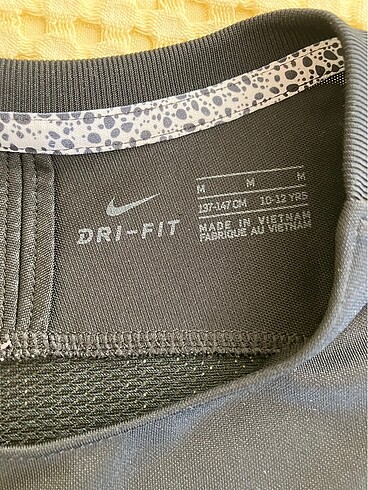 DRI-FIT
M M M
137-147 CM 10-12 YRS
MADE IN VIETNAM
FABRIQUE AU VIETNAM